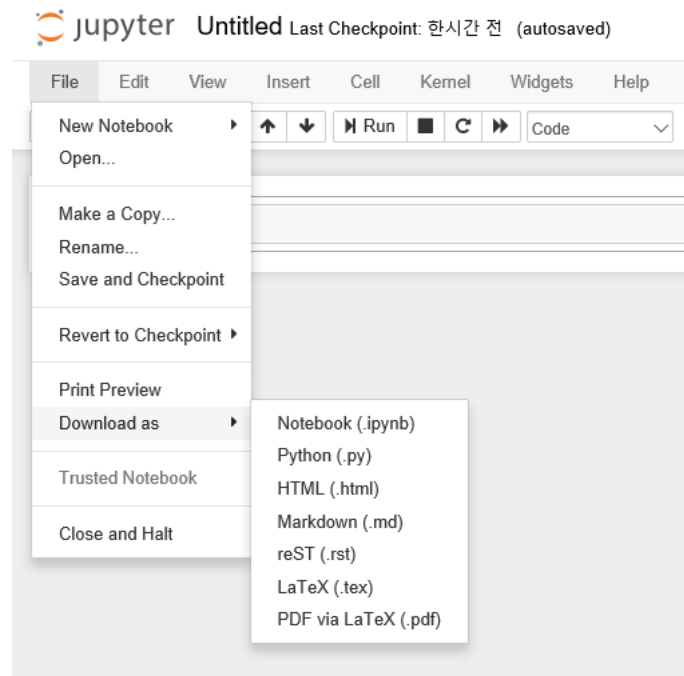 jupyter Untitled Last Checkpoint: 한시간 전 (autosaved)
File Edit View Insert Cell Kernel Widgets Help
New Notebook
Run
Code
Open...
Make a Copy...
Rename...
Save and Checkpoint
Revert to Checkpoint
Print Preview
Download as
Trusted Notebook
Close and Halt
Notebook (.ipynb)
Python (.py)
HTML (.html)
Markdown (.md)
reST (.rst)
LaTeX (.tex)
PDF via LaTeX (.pdf)